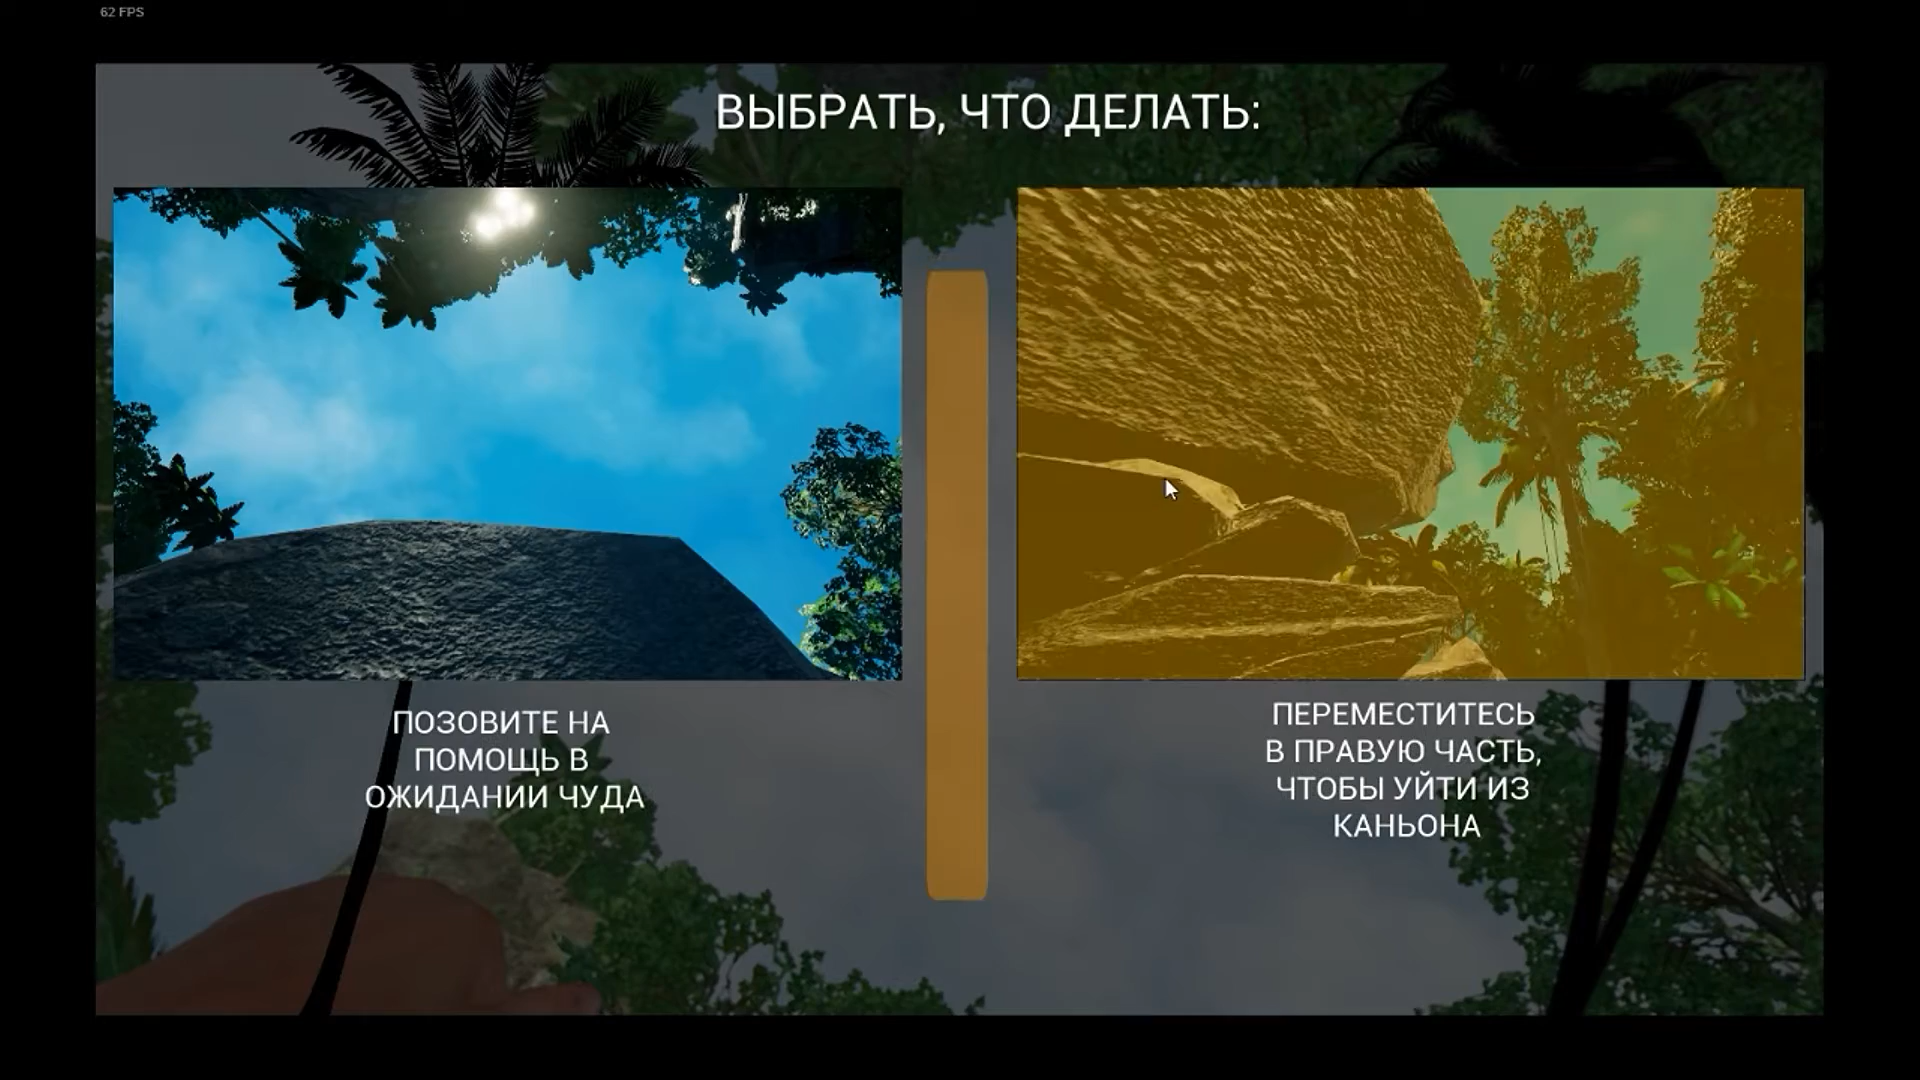 62 FPS
ВЫБРАТЬ, ЧТО ДЕЛАТЬ:
ПОЗОВИТЕ НА
ПОМОЩЬ В
ОЖИДАНИИ ЧУДА
ПЕРЕМЕСТИТЕСЬ
В ПРАВУЮ ЧАСТЬ,
ЧТОБЫ УЙТИ ИЗ
КАНЬОНА